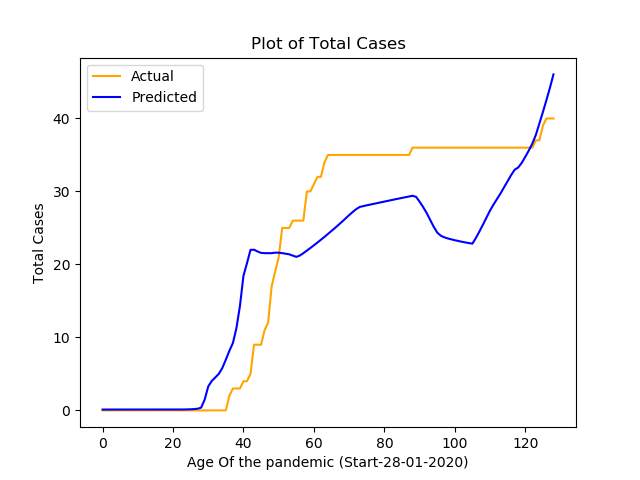 Plot of Total Cases
Actual
Predicted
40
30
20
10
0
Total Cases
0 20 40 60 80 100 120
Age Of the pandemic (Start-28-01-2020)